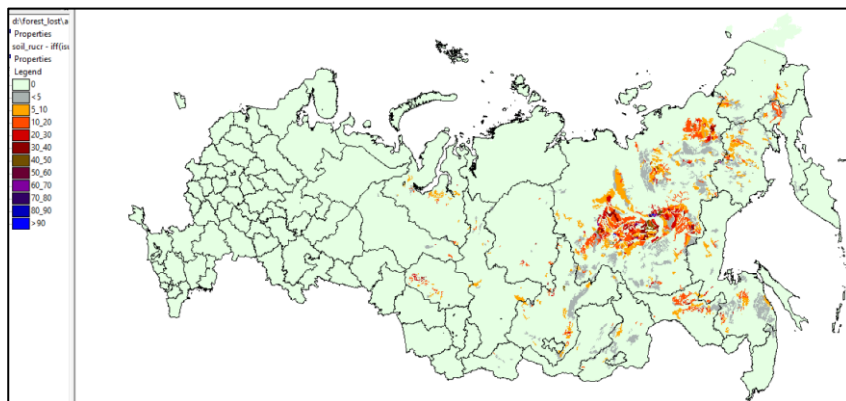 d:\forest_lost\a
Properties
soil_rucr - iff(is
Properties
Legend
0
<5
5_10
10_20
20_30
30_40
40_50
50_60
60_70
70_80
80_90
>90